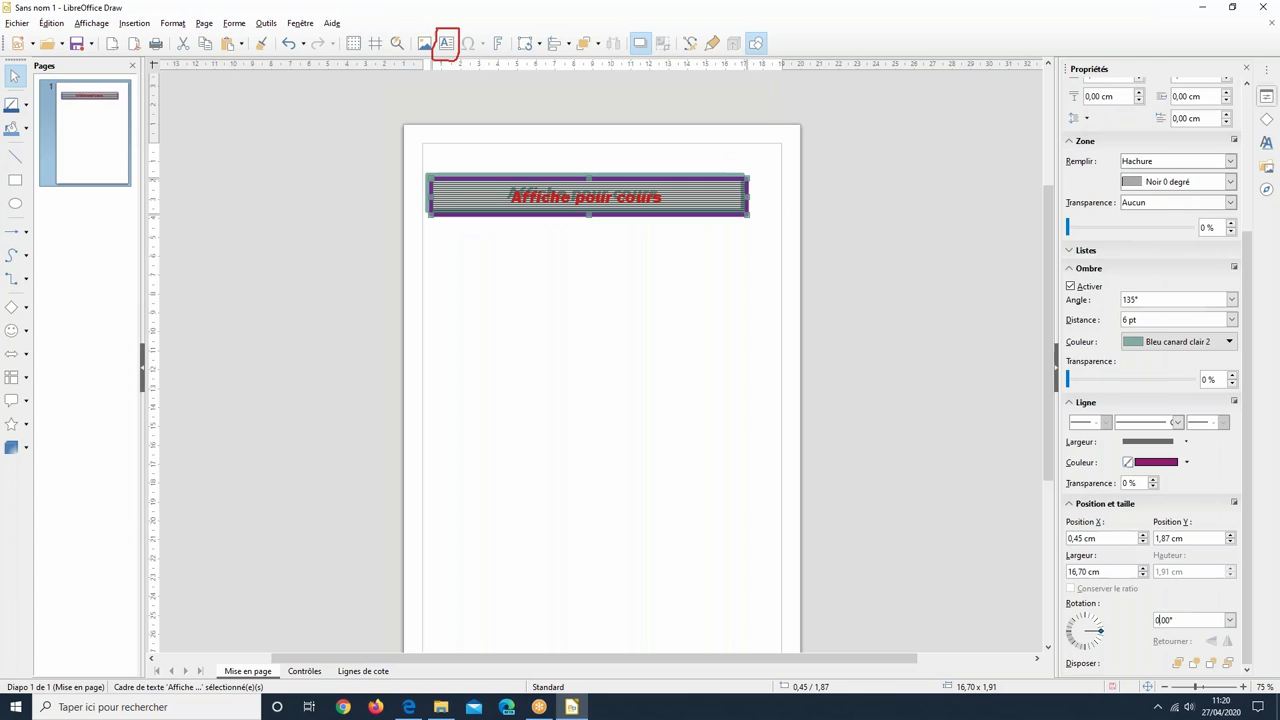 Sans nom 1 - LibreOffice Draw
Fichier Édition Affichage Insertion Format Page Forme Outils Fenêtre Aide
Pages
1
Affiche pour cours
Propriétés
0,00 cm 0,00 cm
0,00 cm
Zone
Remplir : Hachure
Noir 0 degré
Transparence : Aucun
0 %
Listes
Ombre
Activer
Angle : 135°
Distance : 6 pt
Couleur : Bleu canard clair 2
Transparence :
0 %
Ligne
Largeur :
Couleur :
Transparence : 0 %
Position et taille
Position X : Position Y :
0,45 cm 1,87 cm
Largeur : Hauteur :
16,70 cm 1,91 cm
Conserver le ratio
Rotation :
0,00°
Retourner :
Disposer :
Mise en page Contrôles Lignes de cote
Diapo 1 de 1 (Mise en page) Cadre de texte 'Affiche ...' sélectionné(e)(s) Standard 0,45 / 1,87 16,70 x 1,91 75 %
Taper ici pour rechercher
11:20
27/04/2020